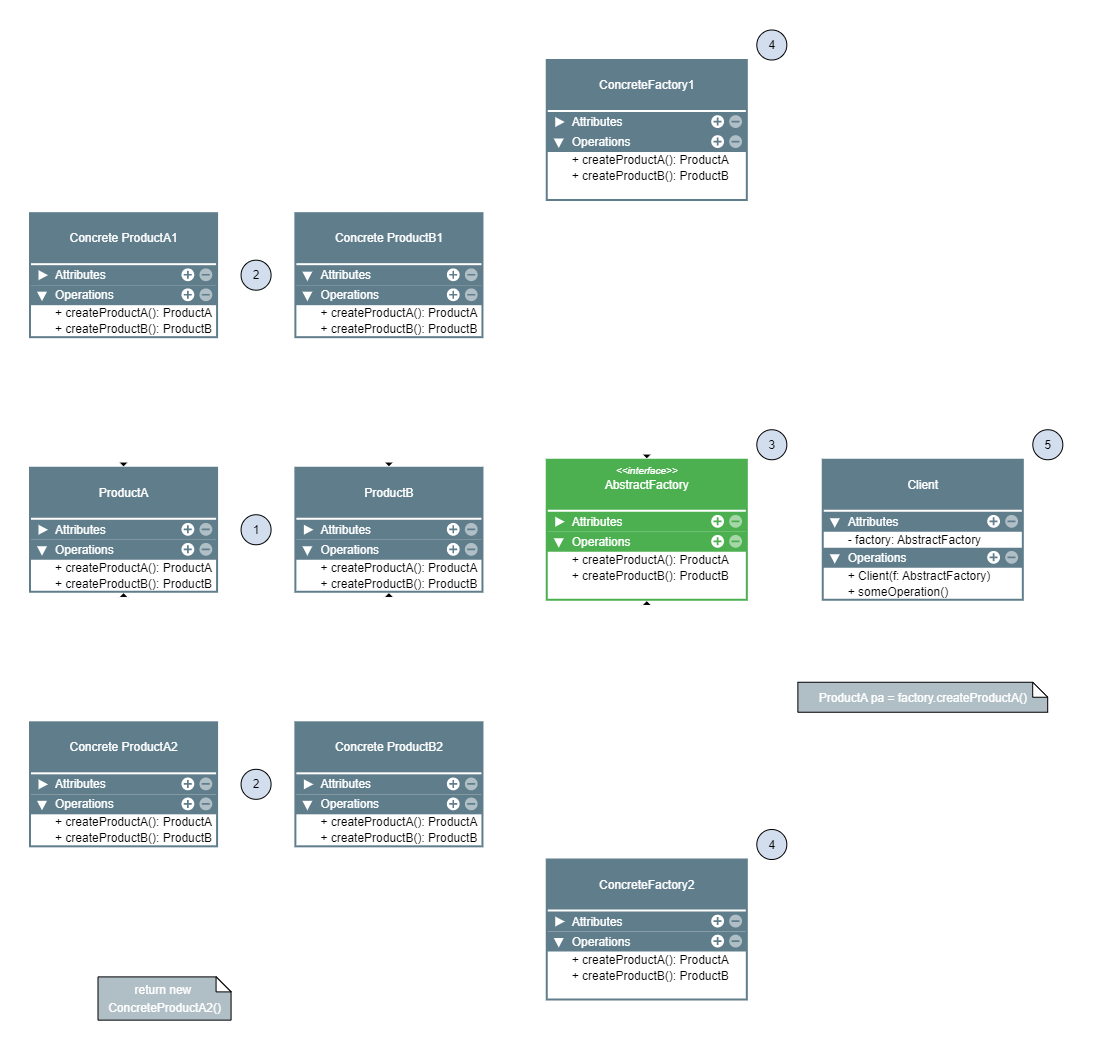 4
ConcreteFactory1
Attributes
Operations
+ createProductA(): ProductA
+ createProductB(): ProductB
Concrete ProductA1
Attributes
Operations
+ createProductA(): ProductA
+ createProductB(): ProductB
2
Concrete ProductB1
Attributes
Operations
+ createProductA(): ProductA
+ createProductB(): ProductB
ProductA
Attributes
Operations
+ createProductA(): ProductA
+ createProductB(): ProductB
1
ProductB
Attributes
Operations
+ createProductA(): ProductA
+ createProductB(): ProductB
3
<<interface>>
AbstractFactory
Attributes
Operations
+ createProductA(): ProductA
+ createProductB(): ProductB
5
Client
Attributes
- factory: AbstractFactory
Operations
+ Client(f: AbstractFactory)
+ someOperation()
ProductA pa = factory.createProductA()
Concrete ProductA2
Attributes
Operations
+ createProductA(): ProductA
+ createProductB(): ProductB
2
Concrete ProductB2
Attributes
Operations
+ createProductA(): ProductA
+ createProductB(): ProductB
4
ConcreteFactory2
Attributes
Operations
+ createProductA(): ProductA
+ createProductB(): ProductB
return new
ConcreteProductA2()